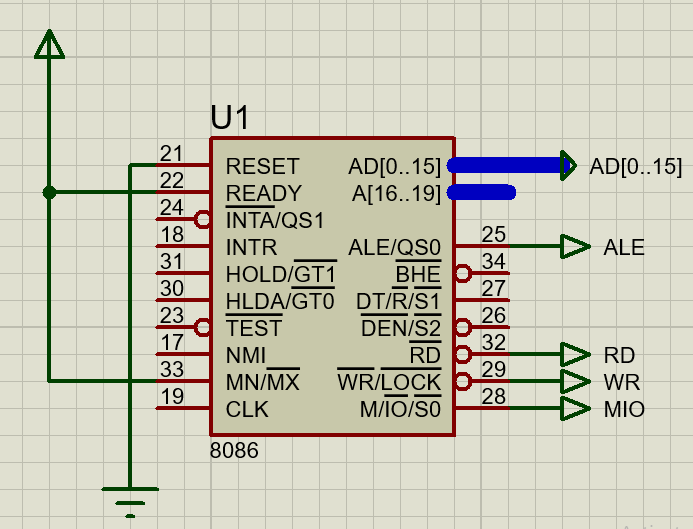 U1
21 RESET AD[0..15] AD[0..15]
22 READY A[16..19]
24 INTA/QS1
18 INTR ALE/QS0 25 ALE
31 HOLD/GT1 BHE 34
30 HLDA/GT0 DT/R/S1 27
23 TEST DEN/S2 26
17 NMI RD 32 RD
33 MN/MX WR/LOCK 29 WR
19 CLK M/IO/S0 28 MIO
8086